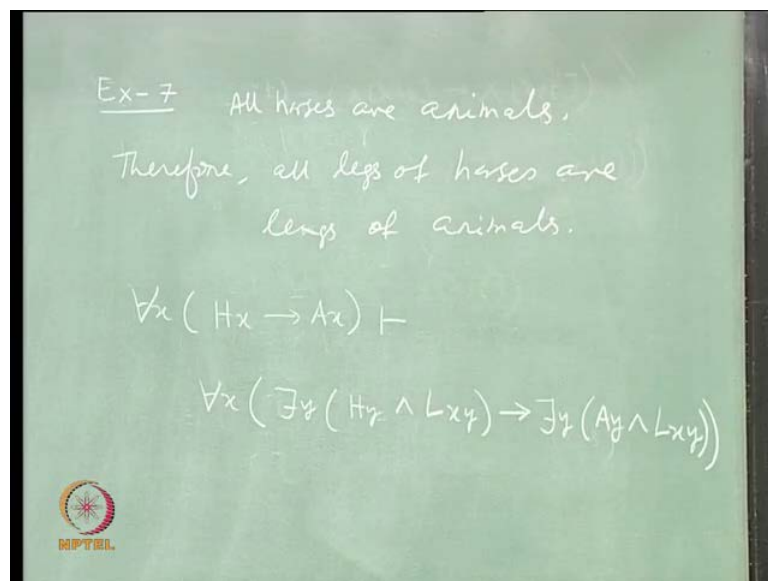 Ex-7 All horses are animals.
Therefore, all legs of horses are
lengs of animals.
∀x ( Hx → Ax ) ⊢
∀x ( ∃y ( Hy ∧ Lxy ) → ∃y ( Ay ∧ Lxy ))
NPTEL